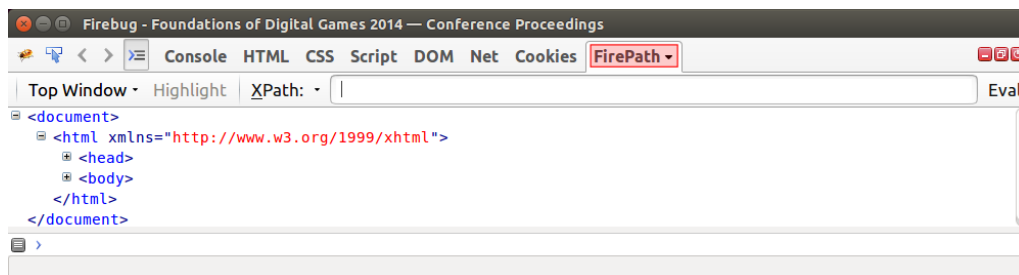 Firebug - Foundations of Digital Games 2014 — Conference Proceedings
Console HTML CSS Script DOM Net Cookies FirePath
Top Window Highlight XPath: Eval
<document>
<html xmlns="http://www.w3.org/1999/xhtml">
<head>
<body>
</html>
</document>